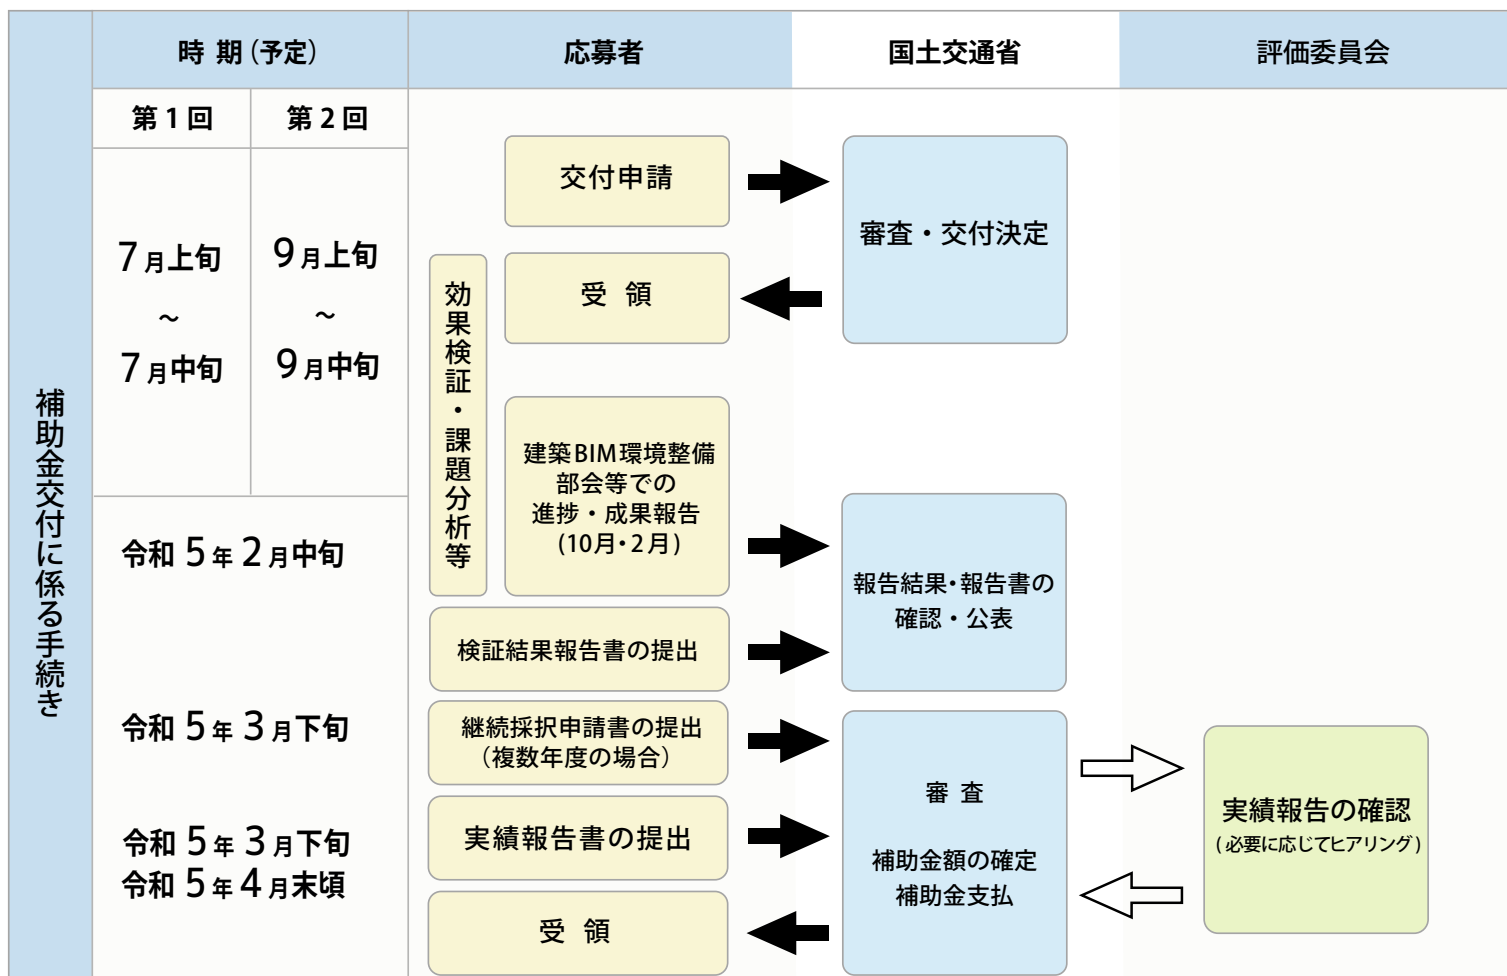 時 期（予定）
応募者
国土交通省
評価委員会
第1回
第2回
補助金交付に係る手続き
7月上旬
～
7月中旬
9月上旬
～
9月中旬
交付申請
審査・交付決定
受 領
効果検証・課題分析等
建築BIM環境整備
部会等での
進捗・成果報告
(10月・2月)
令和 5年 2月中旬
報告結果・報告書の
確認・公表
検証結果報告書の提出
令和 5年 3月下旬
継続採択申請書の提出
（複数年度の場合）
審 査
補助金額の確定
補助金支払
実績報告の確認
(必要に応じてヒアリング)
令和 5年 3月下旬
令和 5年 4月末頃
実績報告書の提出
受 領